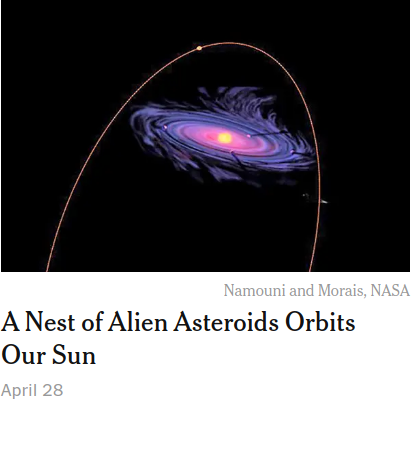 Namouni and Morais, NASA
A Nest of Alien Asteroids Orbits
Our Sun
April 28